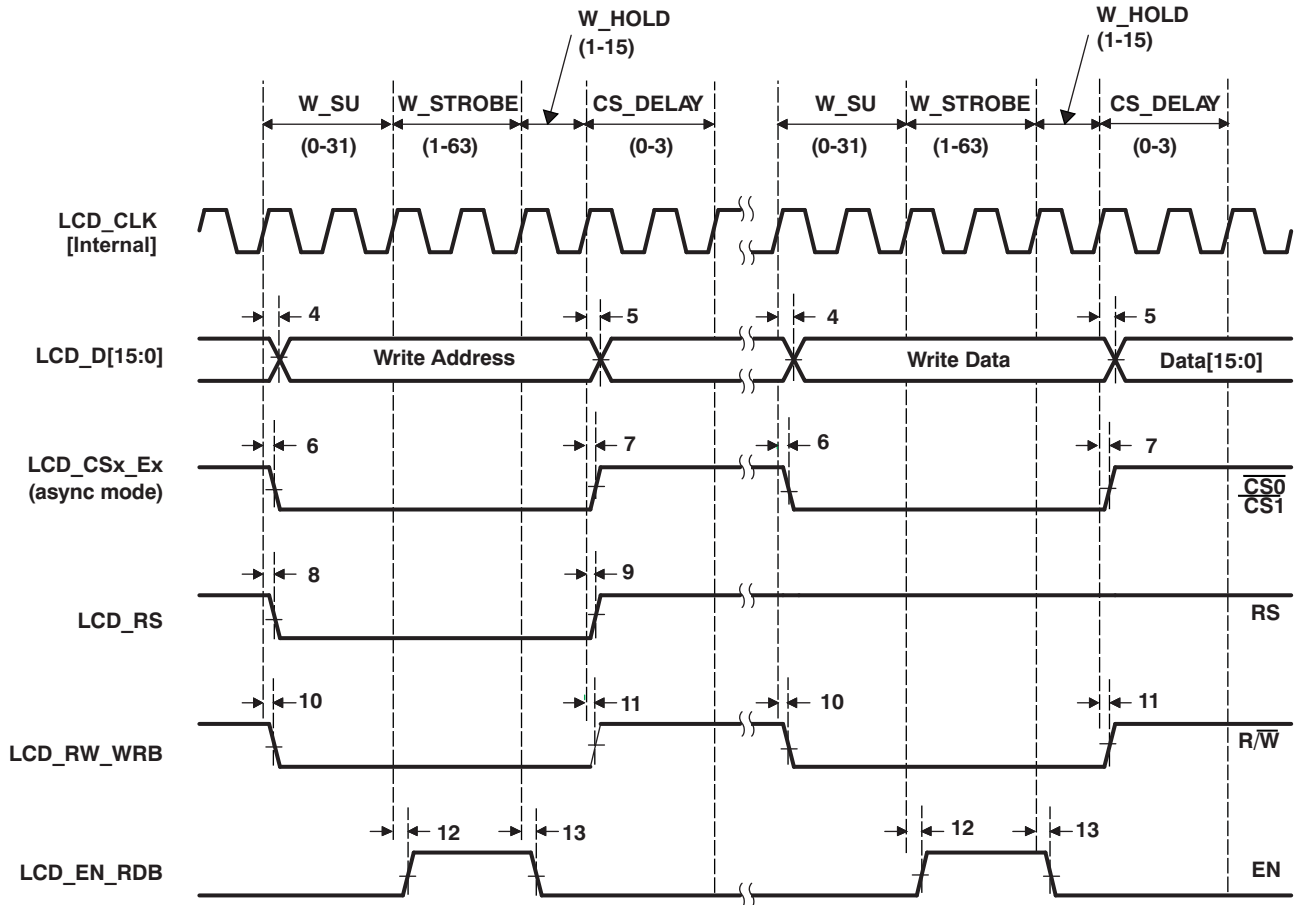 W_HOLD
(1-15)
W_HOLD
(1-15)
W_SU
W_STROBE
CS_DELAY
W_SU
W_STROBE
CS_DELAY
(0-31)
(1-63)
(0-3)
(0-31)
(1-63)
(0-3)
LCD_CLK
[Internal]
4
5
4
5
LCD_D[15:0]
Write Address
Write Data
Data[15:0]
6
7
6
7
LCD_CSx_Ex
(async mode)
CS0
CS1
8
9
LCD_RS
RS
10
11
10
11
LCD_RW_WRB
R/W
12
13
12
13
LCD_EN_RDB
EN